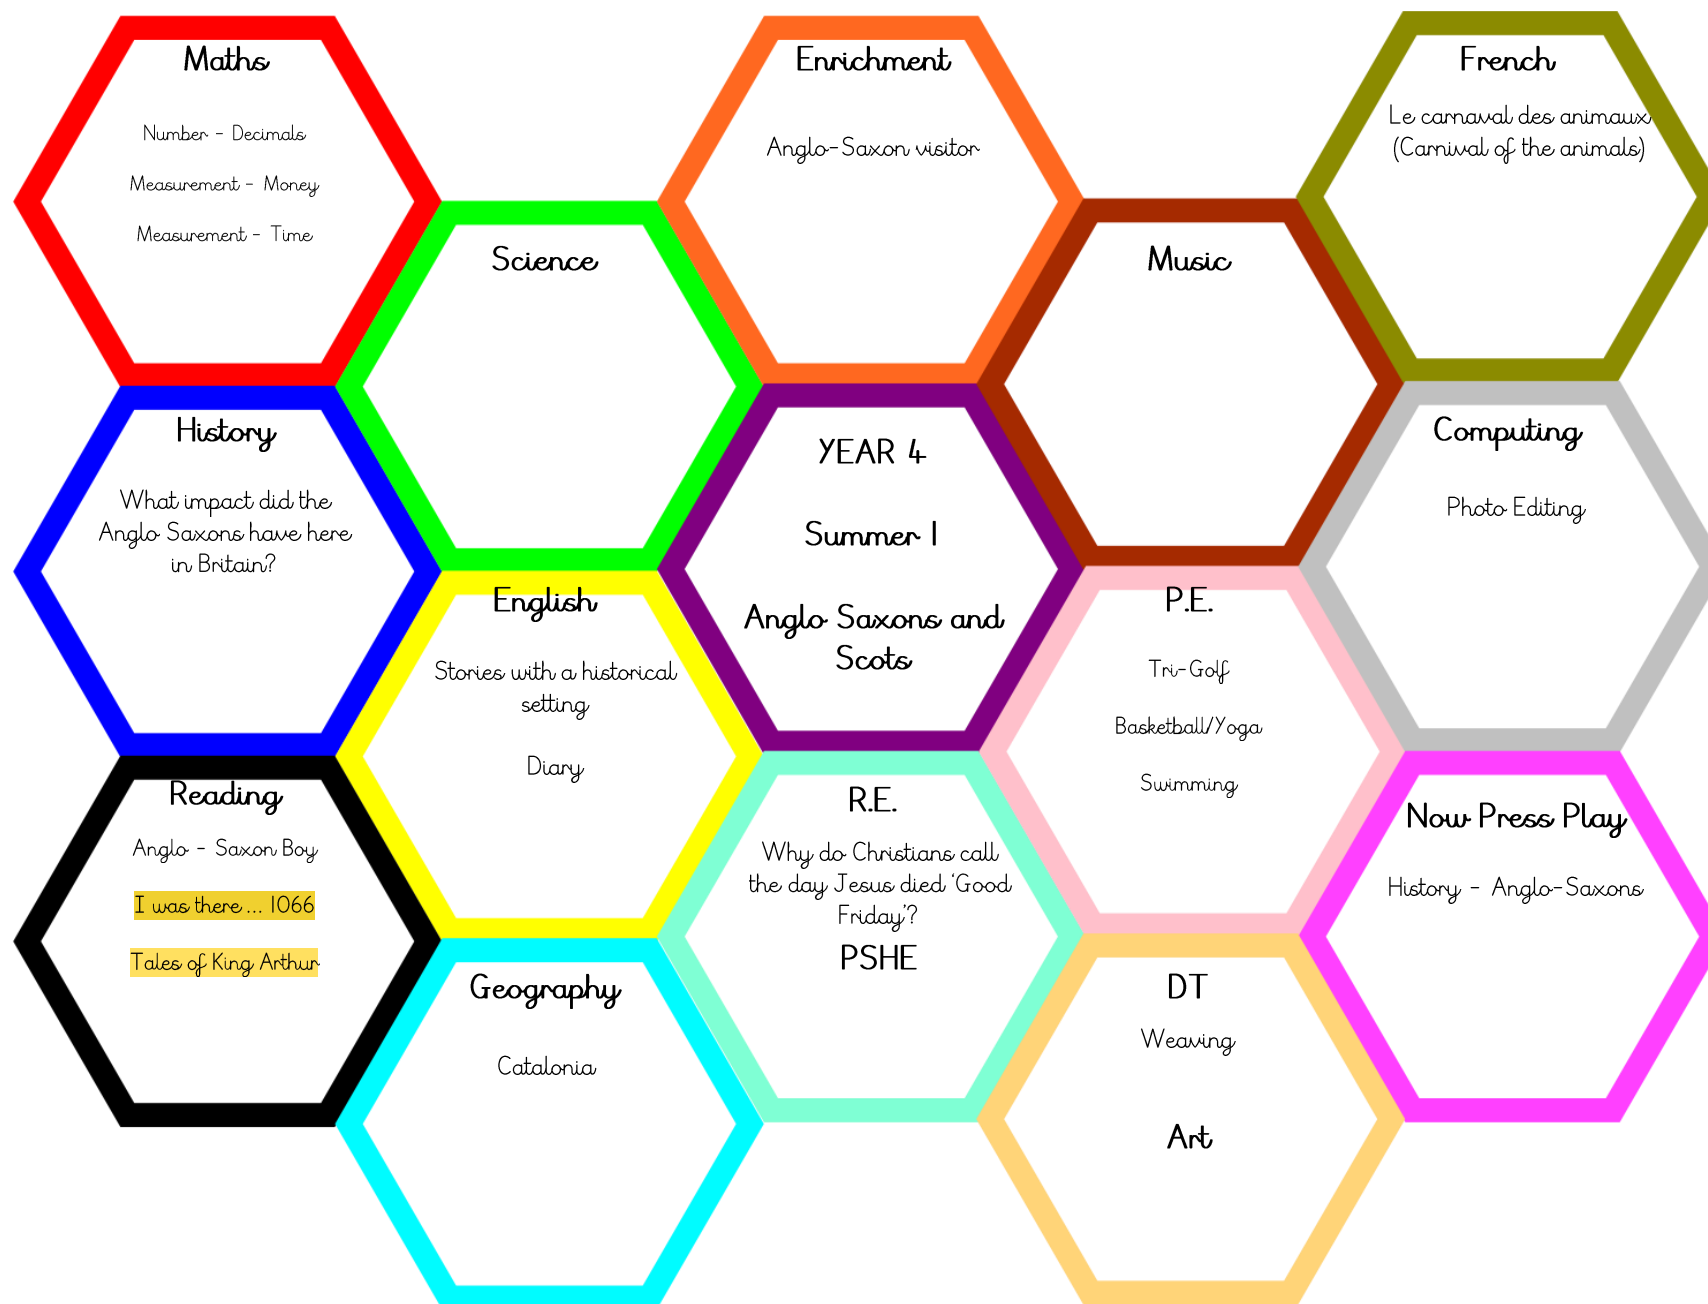 Maths
Number - Decimals
Measurement - Money
Measurement - Time
Enrichment
Anglo-Saxon visitor
French
Le carnaval des animaux
(Carnival of the animals)
Science
Music
History
What impact did the
Anglo Saxons have here
in Britain?
YEAR 4
Summer 1
Anglo Saxons and
Scots
Computing
Photo Editing
English
Stories with a historical
setting
Diary
P.E.
Tri-Golf
Basketball/Yoga
Swimming
Reading
Anglo - Saxon Boy
I was there ... 1066
Tales of King Arthur
R.E.
Why do Christians call
the day Jesus died ‘Good
Friday’?
PSHE
Now Press Play
History - Anglo-Saxons
Geography
Catalonia
DT
Weaving
Art